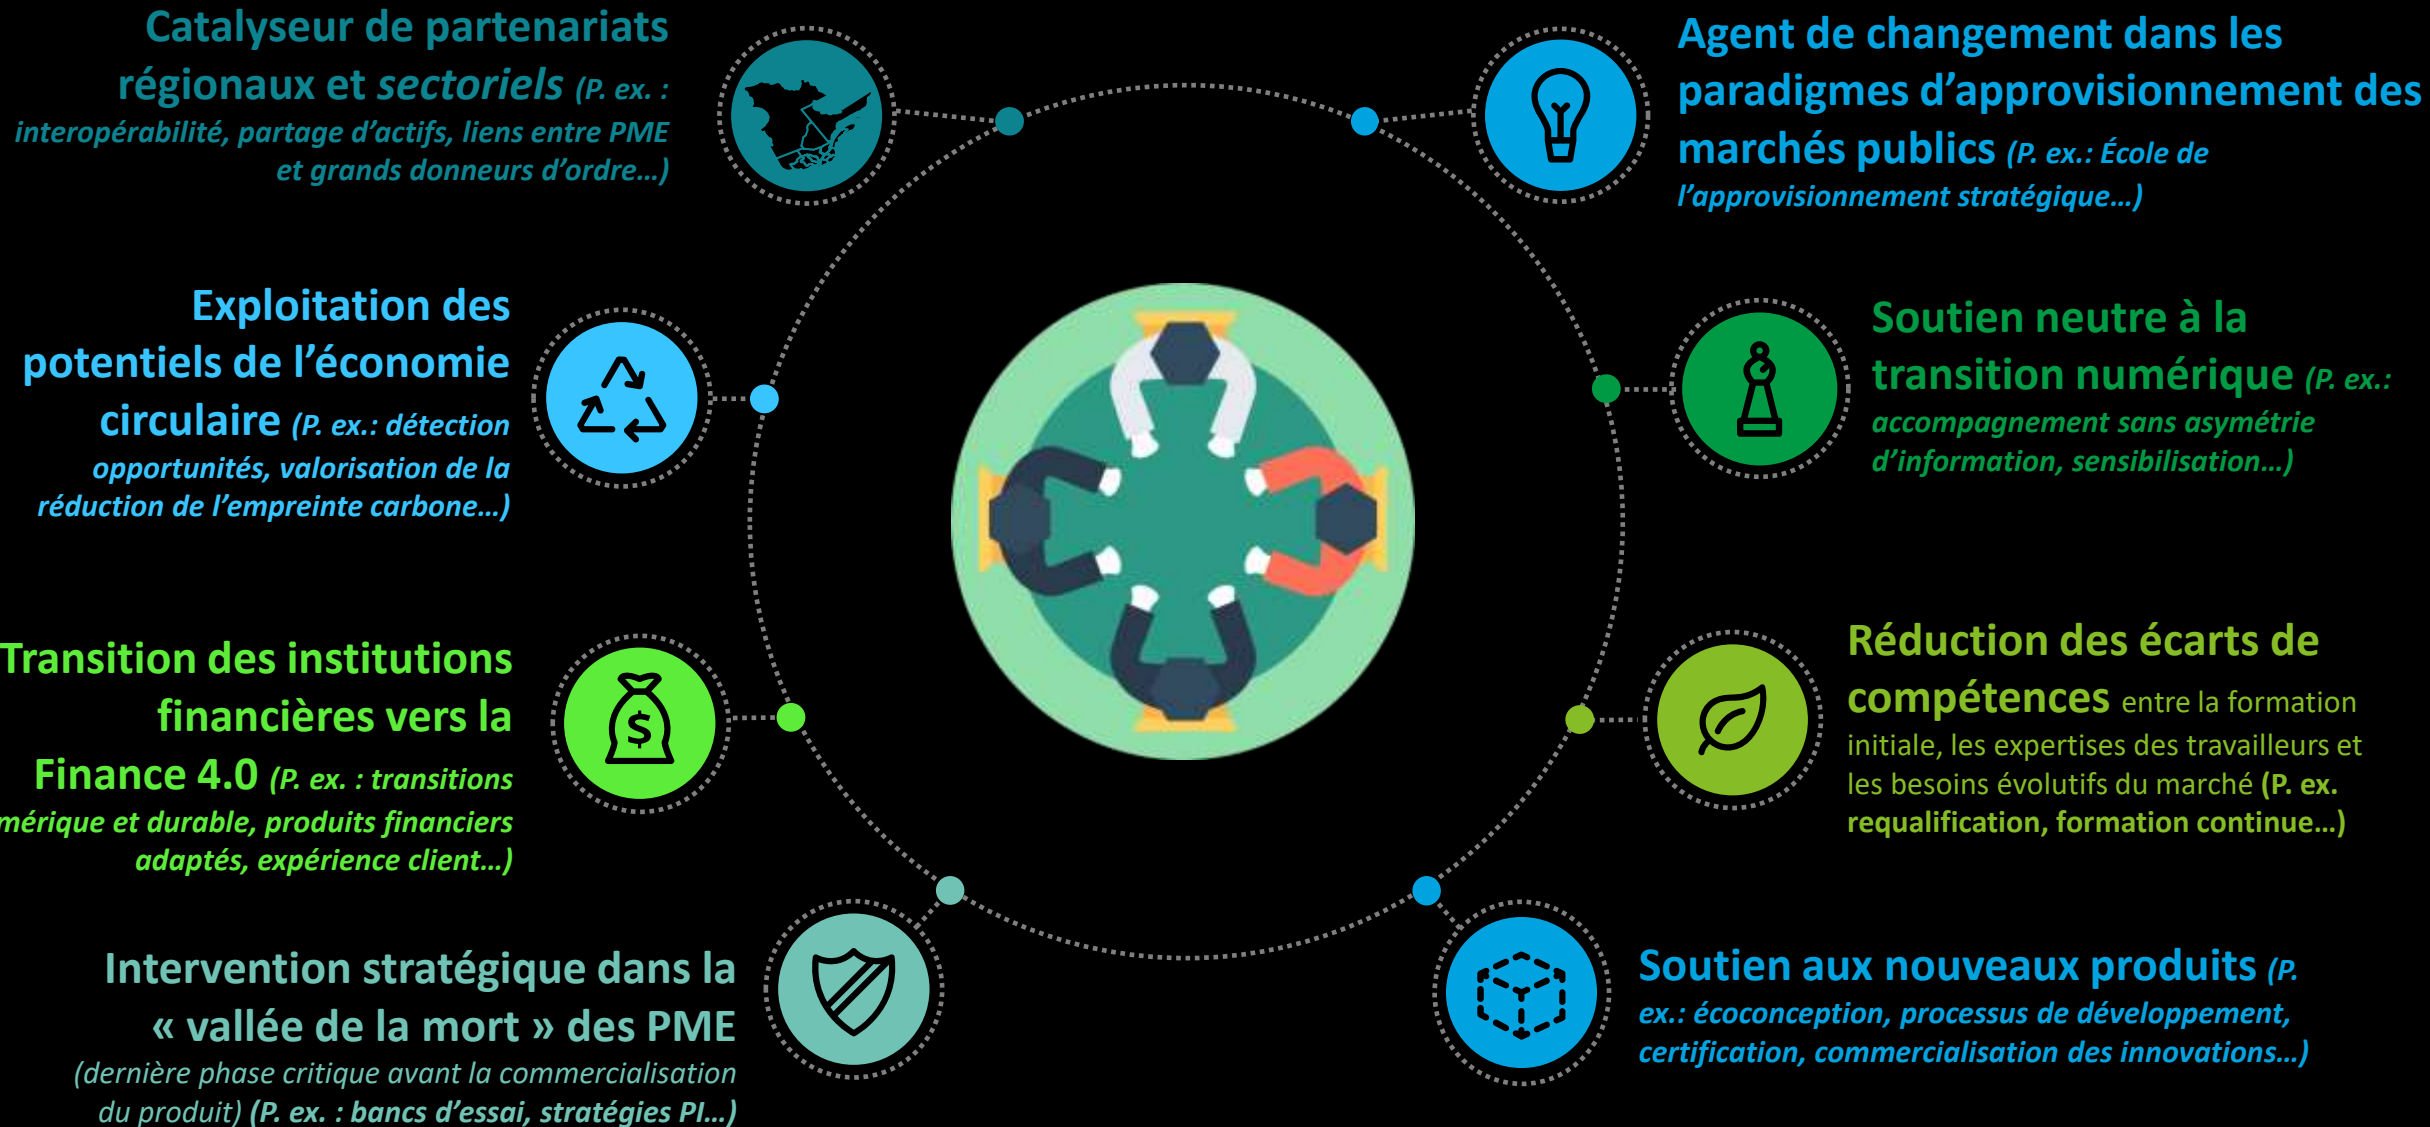 Catalyseur de partenariats
régionaux et sectoriels (P. ex. :
interopérabilité, partage d’actifs, liens entre PME
et grands donneurs d’ordre…)
Agent de changement dans les
paradigmes d’approvisionnement des
marchés publics (P. ex.: École de
l’approvisionnement stratégique…)
Exploitation des
potentiels de l’économie
circulaire (P. ex.: détection
opportunités, valorisation de la
réduction de l’empreinte carbone…)
Soutien neutre à la
transition numérique (P. ex.:
accompagnement sans asymétrie
d’information, sensibilisation…)
Transition des institutions
financières vers la
Finance 4.0 (P. ex. : transitions
mérique et durable, produits financiers
adaptés, expérience client…)
$
Réduction des écarts de
compétences entre la formation
initiale, les expertises des travailleurs et
les besoins évolutifs du marché (P. ex.
requalification, formation continue…)
Intervention stratégique dans la
« vallée de la mort » des PME
(dernière phase critique avant la commercialisation
du produit) (P. ex. : bancs d’essai, stratégies PI…)
Soutien aux nouveaux produits (P.
ex.: écoconception, processus de développement,
certification, commercialisation des innovations…)